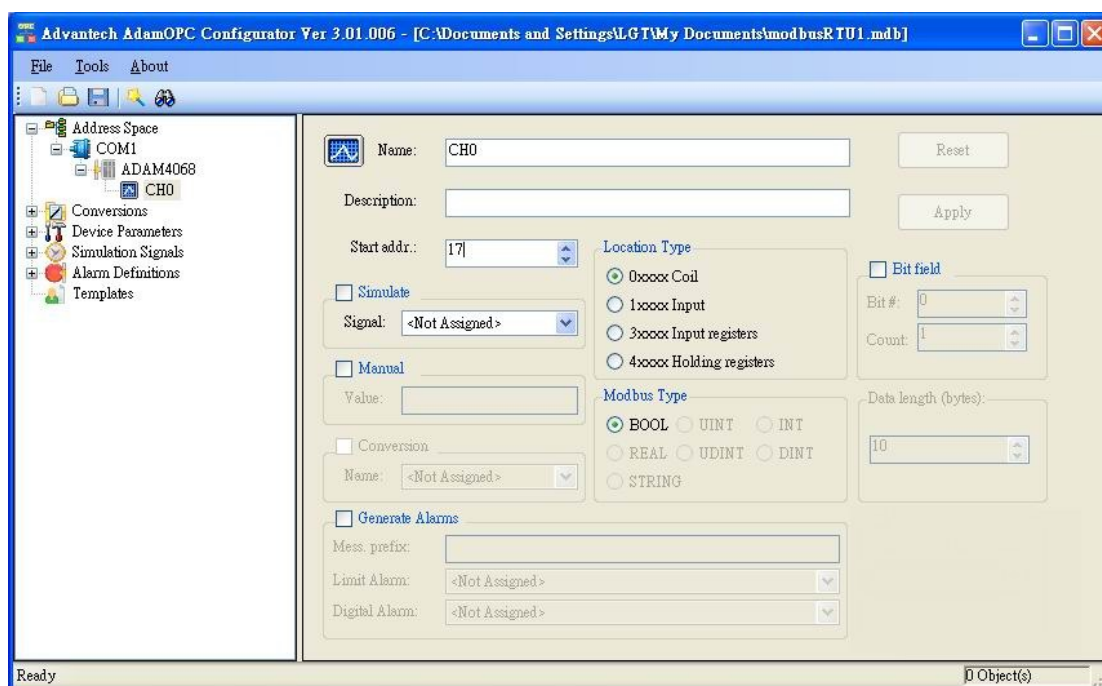 Advantech AdamOPC Configurator Ver 3.01.006 - [C:\Documents and Settings\LGT\My Documents\modbusRTU1.mdb]
File Tools About
Address Space
COM1
ADAM4068
CH0
Conversions
Device Parameters
Simulation Signals
Alarm Definitions
Templates
Name: CH0
Reset
Description:
Apply
Start addr.: 17
Location Type
0xxxx Coil
1xxxx Input
3xxxx Input registers
4xxxx Holding registers
Bit field
Bit #: 0
Count: 1
Simulate
Signal: <Not Assigned>
Manual
Value:
Modbus Type
BOOL UINT INT
REAL UDINT DINT
STRING
Data length (bytes):
10
Conversion
Name: <Not Assigned>
Generate Alarms
Mess. prefix:
Limit Alarm: <Not Assigned>
Digital Alarm: <Not Assigned>
Ready
0 Object(s)